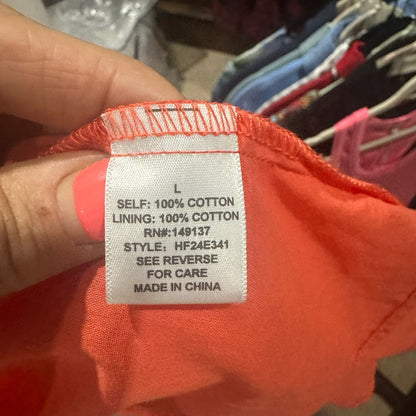 L
SELF: 100% COTTON
LINING: 100% COTTON
RN#:149137
STYLE: HF24E341
SEE REVERSE
FOR CARE
MADE IN CHINA